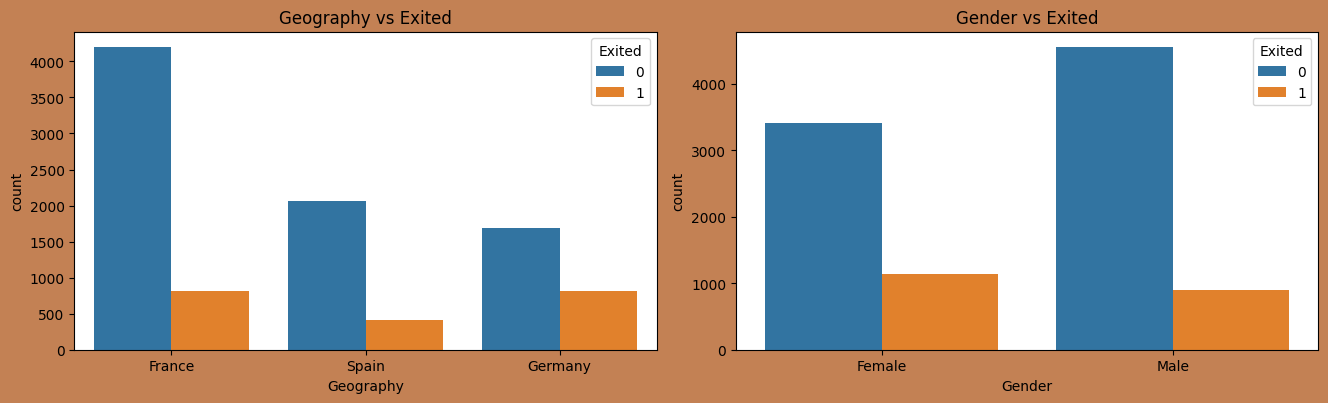 Geography vs Exited
Exited
0
1
4000
3500
3000
2500
2000
1500
1000
500
0
count
France
Spain
Germany
Geography
Gender vs Exited
Exited
0
1
4000
3000
2000
1000
0
count
Female
Male
Gender